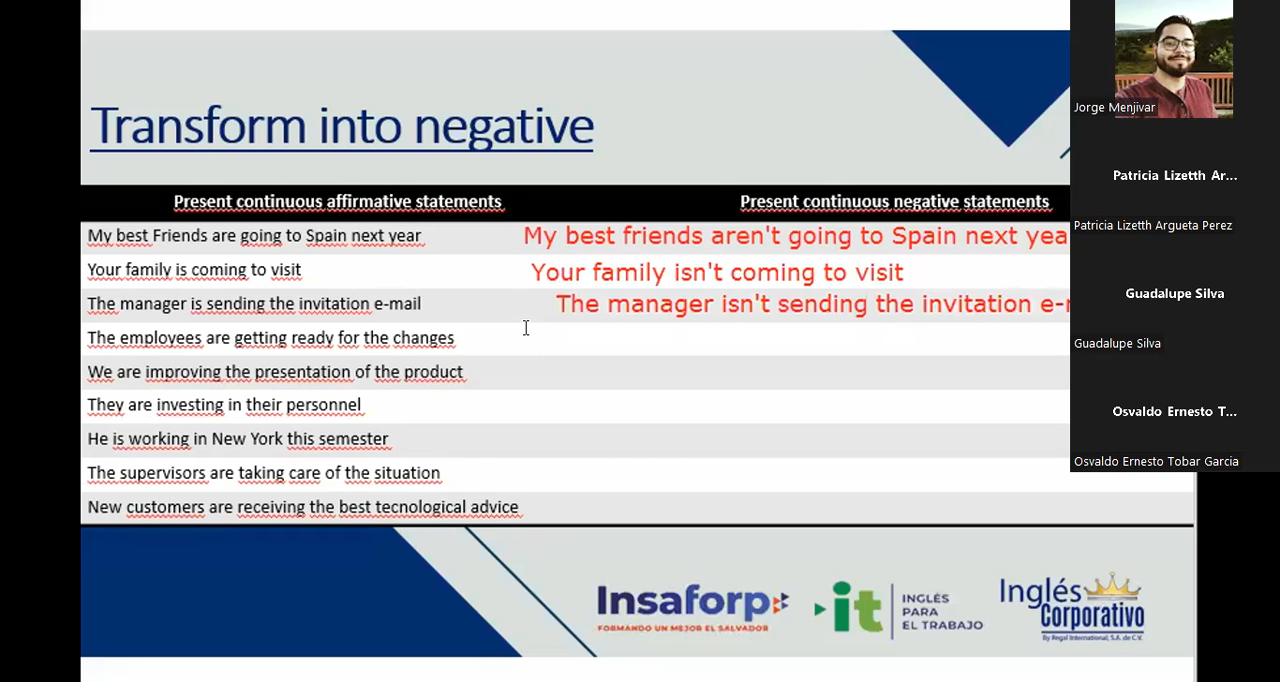 Transform into negative
Present continuous affirmative statements
Present continuous negative statements
My best Friends are going to Spain next year
My best friends aren't going to Spain next yea
Your family is coming to visit
Your family isn't coming to visit
The manager is sending the invitation e-mail
The manager isn't sending the invitation e-
The employees are getting ready for the changes
We are improving the presentation of the product
They are investing in their personnel
He is working in New York this semester
The supervisors are taking care of the situation
New customers are receiving the best tecnological advice
Insaforp
FORMANDO UN MEJOR EL SALVADOR
it
INGLÉS
PARA
EL TRABAJO
Inglés
Corporativo
By Regal International, S.A. de C.V.
Jorge Menjivar
Patricia Lizetth Ar...
Patricia Lizetth Argueta Perez
Guadalupe Silva
Guadalupe Silva
Osvaldo Ernesto T...
Osvaldo Ernesto Tobar Garcia